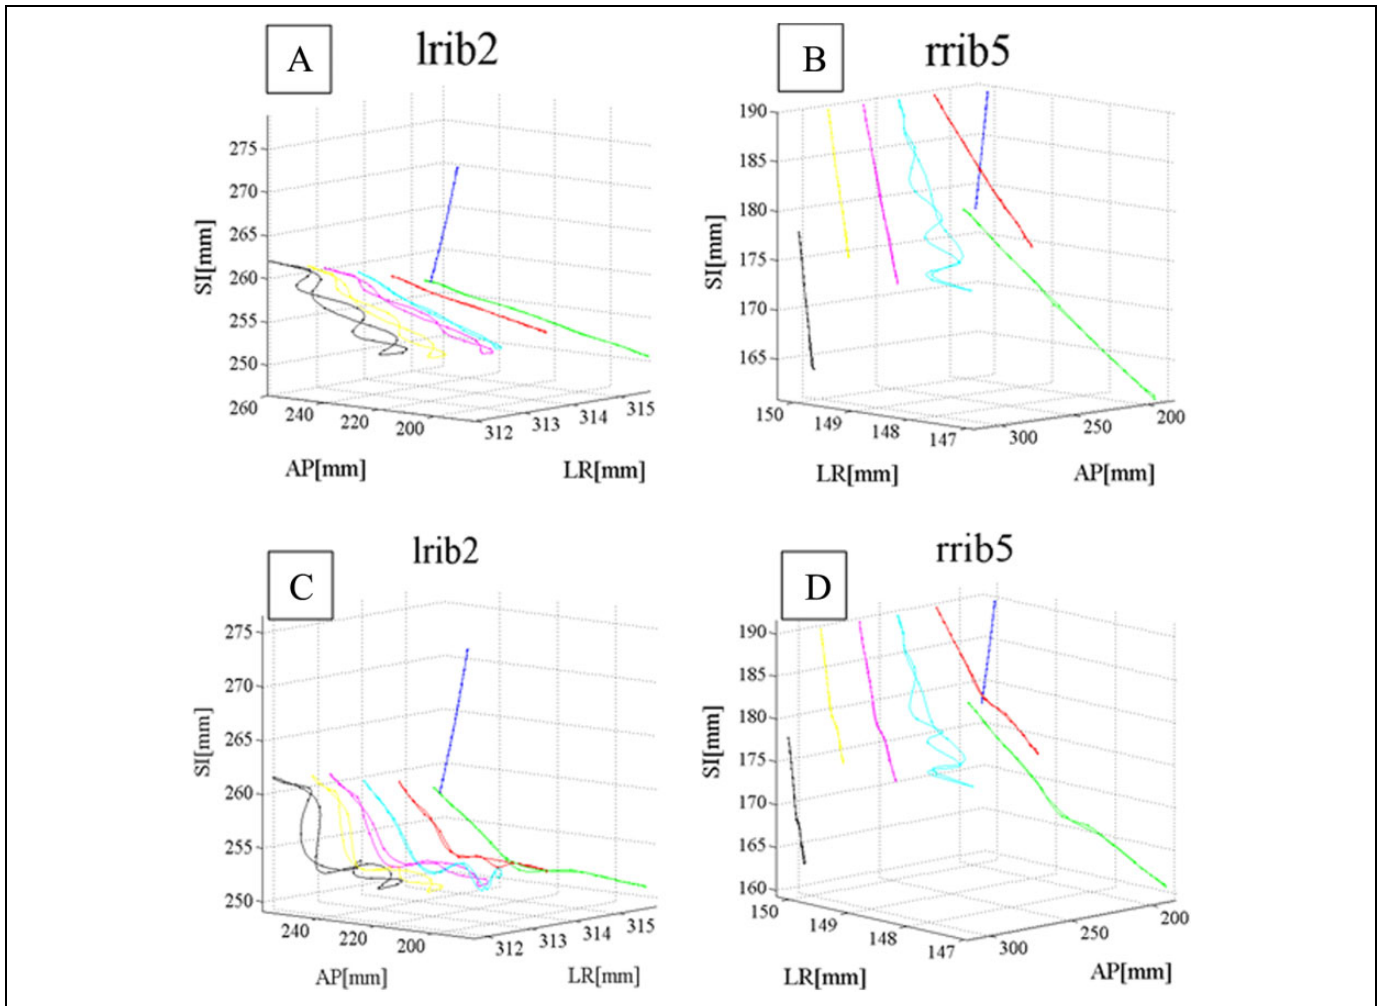 A
lrib2
275
270
265
260
255
250
SI[mm]
260
240
220
200
312
313
314
315
AP[mm]
LR[mm]
B
rrib5
190
185
180
175
170
165
SI[mm]
150
149
148
147
300
250
200
LR[mm]
AP[mm]
C
lrib2
275
270
265
260
255
250
SI[mm]
240
220
200
312
313
314
315
AP[mm]
LR[mm]
D
rrib5
190
185
180
175
170
165
160
SI[mm]
150
149
148
147
300
250
200
LR[mm]
AP[mm]